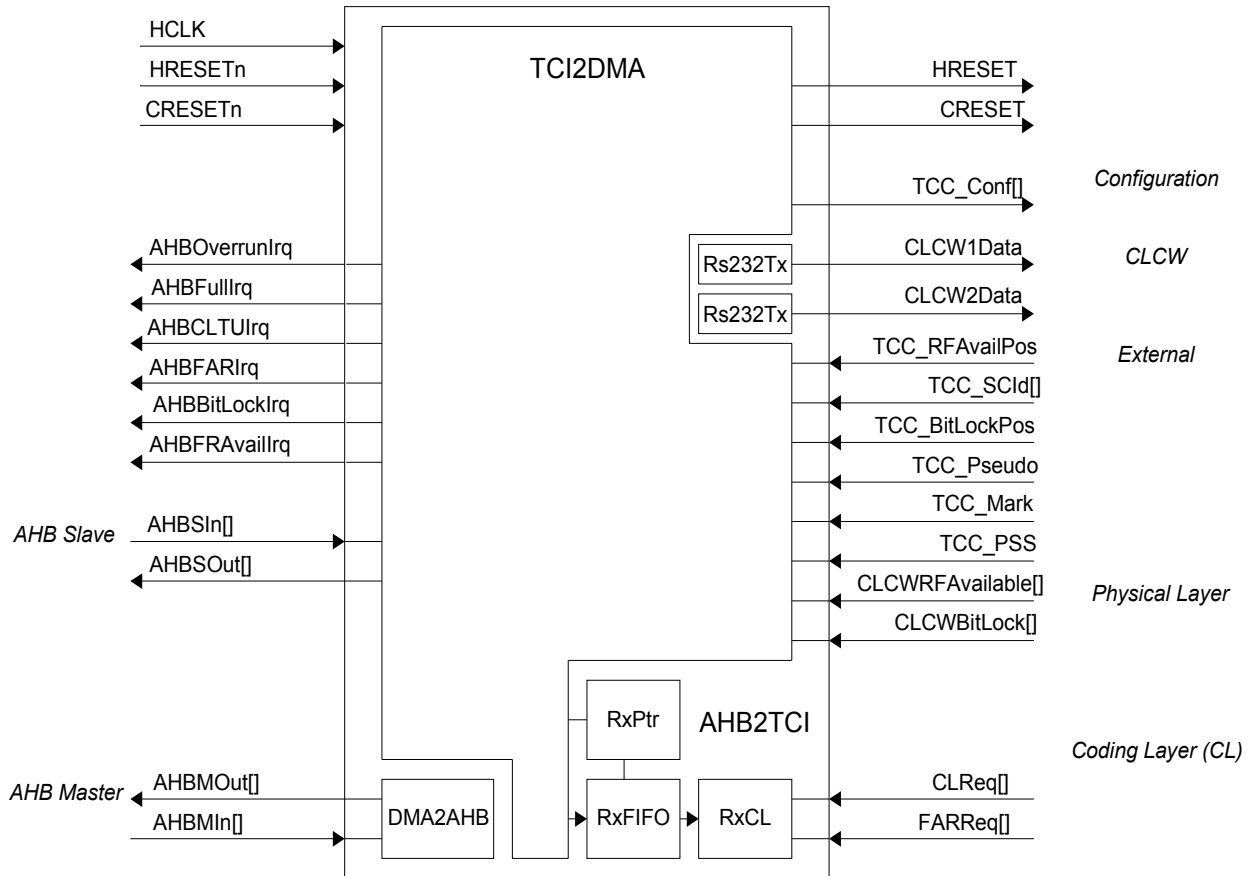 HCLK
HRESETn
CRESETn
TCI2DMA
HRESET
CRESET
TCC_Conf[]
Configuration
AHBOverrunIrq
AHBFullIrq
AHBCLTUIrq
AHBFARIrq
AHBBitLockIrq
AHBFRAvailIrq
Rs232Tx
CLCW1Data
CLCW
Rs232Tx
CLCW2Data
TCC_RFAvailPos
External
TCC_SCId[]
TCC_BitLockPos
TCC_Pseudo
TCC_Mark
TCC_PSS
CLCWRFAvailable[]
Physical Layer
CLCWBitLock[]
AHB Slave
AHBSIn[]
AHBSOut[]
RxPtr
AHB2TCI
Coding Layer (CL)
AHB Master
AHBMOut[]
AHBMIn[]
DMA2AHB
RxFIFO
RxCL
CLReq[]
FARReq[]